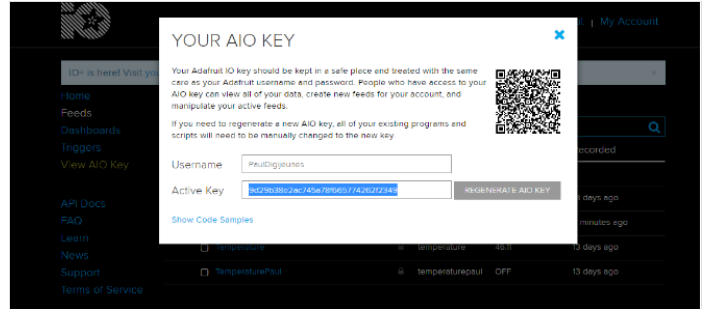 My Account
YOUR AIO KEY
IO+ is here! Visit you
Your Adafruit IO key should be kept in a safe place and treated with the same
care as your Adafruit username and password. People who have access to your
AIO key can view all of your data, create new feeds for your account, and
manipulate your active feeds.
If you need to regenerate a new AIO key, all of your existing programs and
scripts will need to be manually changed to the new key.
Home
Feeds
Dashboards
Triggers
View AIO Key
ecorded
Username PaulDigijeunes
Active Key REGENERATE AIO KEY
Show Code Samples
API Docs
FAQ
Learn
News
Support
Terms of Service
days ago
minutes ago
Temperature temperature 46.11 13 days ago
TemperaturePaul temperaturepaul OFF 13 days ago